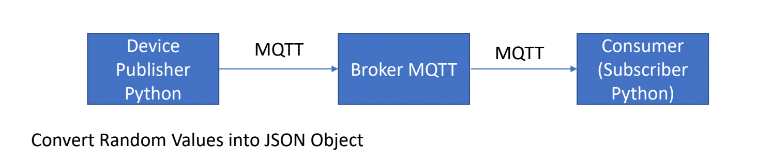 Device
Publisher
Python
MQTT
Broker MQTT
MQTT
Consumer
(Subscriber
Python)
Convert Random Values into JSON Object